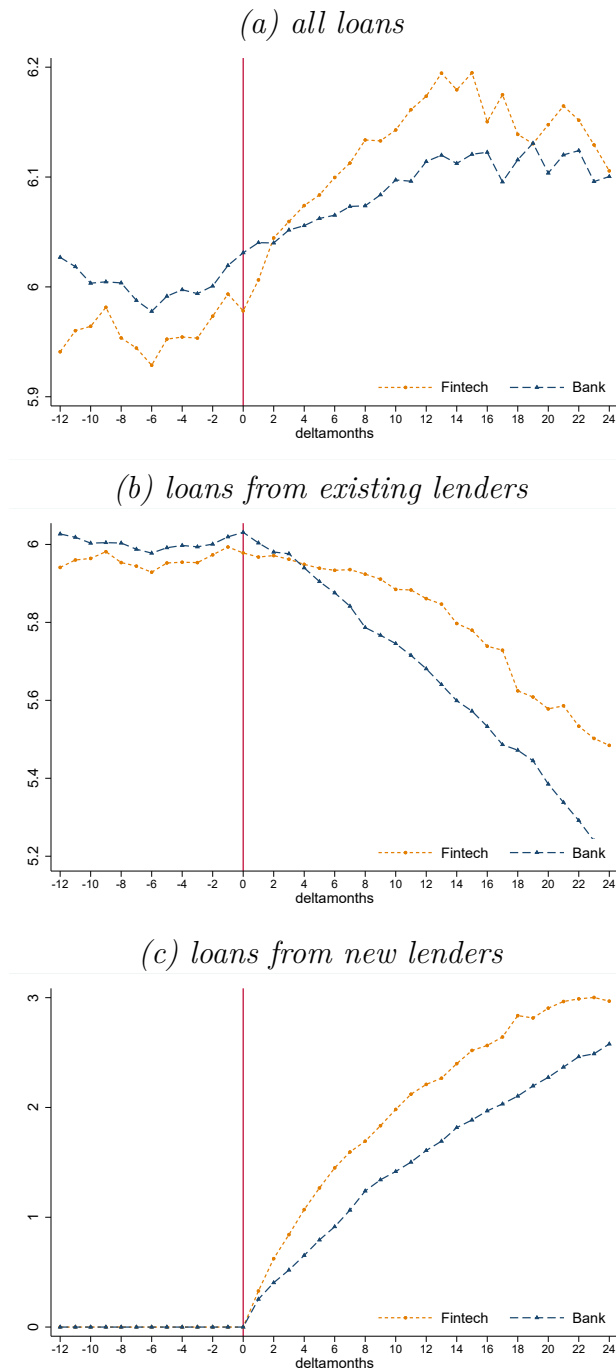 (a) all loans
6.2
6.1
6
5.9
Fintech Bank
-12 -10 -8 -6 -4 -2 0 2 4 6 8 10 12 14 16 18 20 22 24
deltamonths
(b) loans from existing lenders
6
5.8
5.6
5.4
5.2
Fintech Bank
-12 -10 -8 -6 -4 -2 0 2 4 6 8 10 12 14 16 18 20 22 24
deltamonths
(c) loans from new lenders
3
2
1
0
Fintech Bank
-12 -10 -8 -6 -4 -2 0 2 4 6 8 10 12 14 16 18 20 22 24
deltamonths